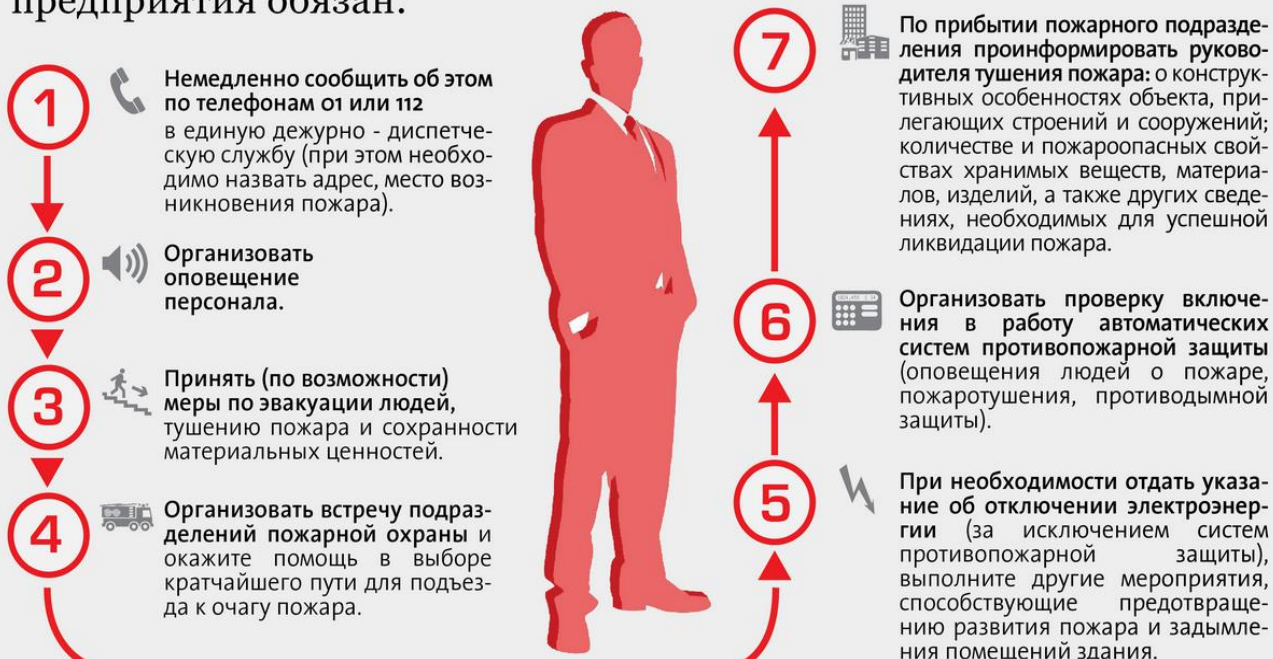 предприятия обязан:
1
Немедленно сообщить об этом
по телефонам 01 или 112
в единую дежурно - диспетче-
скую службу (при этом необхо-
димо назвать адрес, место воз-
никновения пожара).
2
Организовать
оповещение
персонала.
3
Принять (по возможности)
меры по эвакуации людей,
тушению пожара и сохранности
материальных ценностей.
4
Организовать встречу подраз-
делений пожарной охраны и
окажите помощь в выборе
кратчайшего пути для подъез-
да к очагу пожара.
5
При необходимости отдать указа-
ние об отключении электроэнер-
гии (за исключением систем
противопожарной защиты),
выполните другие мероприятия,
способствующие предотвраще-
нию развития пожара и задымле-
ния помещений здания.
6
Организовать проверку включе-
ния в работу автоматических
систем противопожарной защиты
(оповещения людей о пожаре,
пожаротушения, противодымной
защиты).
7
По прибытии пожарного подразде-
ления проинформировать руково-
дителя тушения пожара: о конструк-
тивных особенностях объекта, при-
легающих строений и сооружений;
количестве и пожароопасных свой-
ствах хранимых веществ, материа-
лов, изделий, а также других сведе-
ниях, необходимых для успешной
ликвидации пожара.